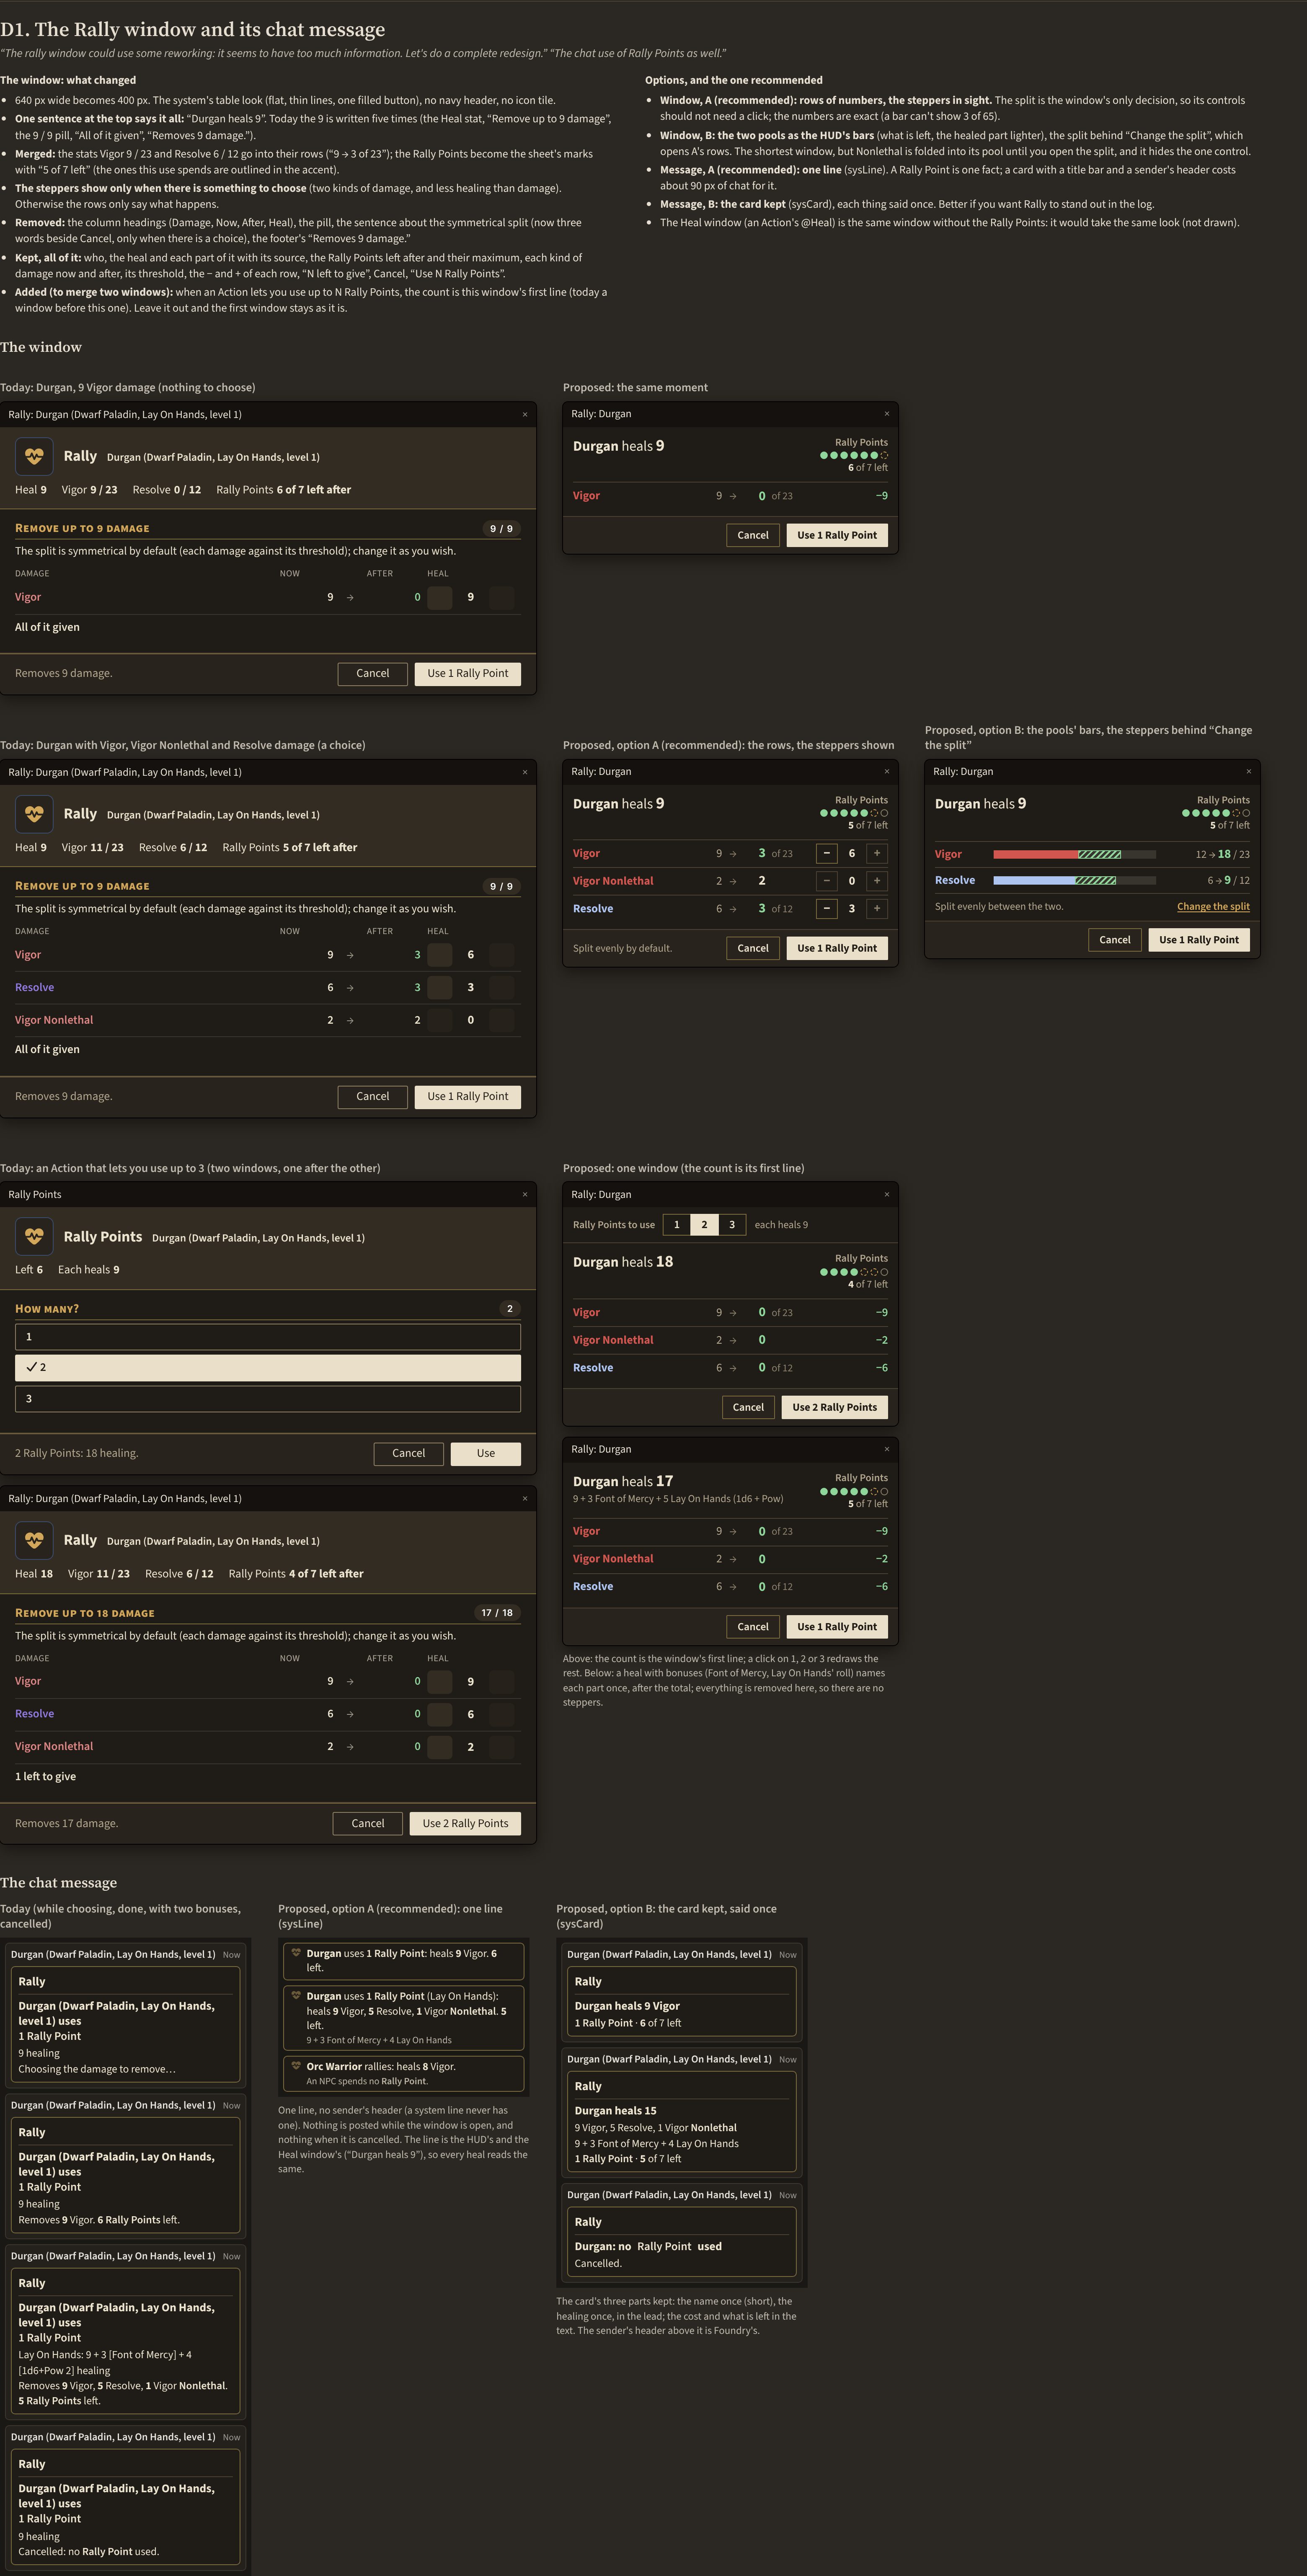 D1. The Rally window and its chat message
“The rally window could use some reworking: it seems to have too much information. Let's do a complete redesign.” “The chat use of Rally Points as well.”
The window: what changed
640 px wide becomes 400 px. The system's table look (flat, thin lines, one filled button), no navy header, no icon tile.
One sentence at the top says it all: “Durgan heals 9”. Today the 9 is written five times (the Heal stat, “Remove up to 9 damage”,
the 9 / 9 pill, “All of it given”, “Removes 9 damage.”).
Merged: the stats Vigor 9 / 23 and Resolve 6 / 12 go into their rows (“9 → 3 of 23”); the Rally Points become the sheet's marks
with “5 of 7 left” (the ones this use spends are outlined in the accent).
The steppers show only when there is something to choose (two kinds of damage, and less healing than damage).
Otherwise the rows only say what happens.
Removed: the column headings (Damage, Now, After, Heal), the pill, the sentence about the symmetrical split (now three
words beside Cancel, only when there is a choice), the footer's “Removes 9 damage.”
Kept, all of it: who, the heal and each part of it with its source, the Rally Points left after and their maximum, each kind of
damage now and after, its threshold, the − and + of each row, “N left to give”, Cancel, “Use N Rally Points”.
Added (to merge two windows): when an Action lets you use up to N Rally Points, the count is this window's first line (today a
window before this one). Leave it out and the first window stays as it is.
Options, and the one recommended
Window, A (recommended): rows of numbers, the steppers in sight. The split is the window's only decision, so its controls
should not need a click; the numbers are exact (a bar can't show 3 of 65).
Window, B: the two pools as the HUD's bars (what is left, the healed part lighter), the split behind “Change the split”, which
opens A's rows. The shortest window, but Nonlethal is folded into its pool until you open the split, and it hides the one control.
Message, A (recommended): one line (sysLine). A Rally Point is one fact; a card with a title bar and a sender's header costs
about 90 px of chat for it.
Message, B: the card kept (sysCard), each thing said once. Better if you want Rally to stand out in the log.
The Heal window (an Action's @Heal) is the same window without the Rally Points: it would take the same look (not drawn).
The window
Today: Durgan, 9 Vigor damage (nothing to choose)
Rally: Durgan (Dwarf Paladin, Lay On Hands, level 1) ×
Rally Durgan (Dwarf Paladin, Lay On Hands, level 1)
Heal 9 Vigor 9 / 23 Resolve 0 / 12 Rally Points 6 of 7 left after
REMOVE UP TO 9 DAMAGE 9 / 9
The split is symmetrical by default (each damage against its threshold); change it as you wish.
DAMAGE NOW AFTER HEAL
Vigor 9 → 0 9
All of it given
Removes 9 damage. Cancel Use 1 Rally Point
Proposed: the same moment
Rally: Durgan ×
Durgan heals 9 Rally Points
6 of 7 left
Vigor 9 → 0 of 23 −9
Cancel Use 1 Rally Point
Today: Durgan with Vigor, Vigor Nonlethal and Resolve damage (a choice)
Rally: Durgan (Dwarf Paladin, Lay On Hands, level 1) ×
Rally Durgan (Dwarf Paladin, Lay On Hands, level 1)
Heal 9 Vigor 11 / 23 Resolve 6 / 12 Rally Points 5 of 7 left after
REMOVE UP TO 9 DAMAGE 9 / 9
The split is symmetrical by default (each damage against its threshold); change it as you wish.
DAMAGE NOW AFTER HEAL
Vigor 9 → 3 6
Resolve 6 → 3 3
Vigor Nonlethal 2 → 2 0
All of it given
Removes 9 damage. Cancel Use 1 Rally Point
Proposed, option A (recommended): the rows, the steppers shown
Rally: Durgan ×
Durgan heals 9 Rally Points
5 of 7 left
Vigor 9 → 3 of 23 − 6 +
Vigor Nonlethal 2 → 2 − 0 +
Resolve 6 → 3 of 12 − 3 +
Split evenly by default. Cancel Use 1 Rally Point
Proposed, option B: the pools' bars, the steppers behind “Change
the split”
Rally: Durgan ×
Durgan heals 9 Rally Points
5 of 7 left
Vigor 12 → 18 / 23
Resolve 6 → 9 / 12
Split evenly between the two. Change the split
Cancel Use 1 Rally Point
Today: an Action that lets you use up to 3 (two windows, one after the other)
Rally Points ×
Rally Points Durgan (Dwarf Paladin, Lay On Hands, level 1)
Left 6 Each heals 9
HOW MANY? 2
1
✓ 2
3
2 Rally Points: 18 healing. Cancel Use
Rally: Durgan (Dwarf Paladin, Lay On Hands, level 1) ×
Rally Durgan (Dwarf Paladin, Lay On Hands, level 1)
Heal 18 Vigor 11 / 23 Resolve 6 / 12 Rally Points 4 of 7 left after
REMOVE UP TO 18 DAMAGE 17 / 18
The split is symmetrical by default (each damage against its threshold); change it as you wish.
DAMAGE NOW AFTER HEAL
Vigor 9 → 0 9
Resolve 6 → 0 6
Vigor Nonlethal 2 → 0 2
1 left to give
Removes 17 damage. Cancel Use 2 Rally Points
Proposed: one window (the count is its first line)
Rally: Durgan ×
Rally Points to use 1 2 3 each heals 9
Durgan heals 18 Rally Points
4 of 7 left
Vigor 9 → 0 of 23 −9
Vigor Nonlethal 2 → 0 −2
Resolve 6 → 0 of 12 −6
Cancel Use 2 Rally Points
Rally: Durgan ×
Durgan heals 17 Rally Points
9 + 3 Font of Mercy + 5 Lay On Hands (1d6 + Pow)
5 of 7 left
Vigor 9 → 0 of 23 −9
Vigor Nonlethal 2 → 0 −2
Resolve 6 → 0 of 12 −6
Cancel Use 1 Rally Point
Above: the count is the window's first line; a click on 1, 2 or 3 redraws the
rest. Below: a heal with bonuses (Font of Mercy, Lay On Hands' roll) names
each part once, after the total; everything is removed here, so there are no
steppers.
The chat message
Today (while choosing, done, with two bonuses,
cancelled)
Durgan (Dwarf Paladin, Lay On Hands, level 1) Now
Rally
Durgan (Dwarf Paladin, Lay On Hands,
level 1) uses
1 Rally Point
9 healing
Choosing the damage to remove…
Durgan (Dwarf Paladin, Lay On Hands, level 1) Now
Rally
Durgan (Dwarf Paladin, Lay On Hands,
level 1) uses
1 Rally Point
9 healing
Removes 9 Vigor. 6 Rally Points left.
Durgan (Dwarf Paladin, Lay On Hands, level 1) Now
Rally
Durgan (Dwarf Paladin, Lay On Hands,
level 1) uses
1 Rally Point
Lay On Hands: 9 + 3 [Font of Mercy] + 4
[1d6+Pow 2] healing
Removes 9 Vigor, 5 Resolve, 1 Vigor Nonlethal.
5 Rally Points left.
Durgan (Dwarf Paladin, Lay On Hands, level 1) Now
Rally
Durgan (Dwarf Paladin, Lay On Hands,
level 1) uses
1 Rally Point
9 healing
Cancelled: no Rally Point used.
Proposed, option A (recommended): one line
(sysLine)
Durgan uses 1 Rally Point: heals 9 Vigor. 6
left.
Durgan uses 1 Rally Point (Lay On Hands):
heals 9 Vigor, 5 Resolve, 1 Vigor Nonlethal. 5
left.
9 + 3 Font of Mercy + 4 Lay On Hands
Orc Warrior rallies: heals 8 Vigor.
An NPC spends no Rally Point.
One line, no sender's header (a system line never has
one). Nothing is posted while the window is open, and
nothing when it is cancelled. The line is the HUD's and the
Heal window's (“Durgan heals 9”), so every heal reads the
same.
Proposed, option B: the card kept, said once
(sysCard)
Durgan (Dwarf Paladin, Lay On Hands, level 1) Now
Rally
Durgan heals 9 Vigor
1 Rally Point · 6 of 7 left
Durgan (Dwarf Paladin, Lay On Hands, level 1) Now
Rally
Durgan heals 15
9 Vigor, 5 Resolve, 1 Vigor Nonlethal
9 + 3 Font of Mercy + 4 Lay On Hands
1 Rally Point · 5 of 7 left
Durgan (Dwarf Paladin, Lay On Hands, level 1) Now
Rally
Durgan: no Rally Point used
Cancelled.
The card's three parts kept: the name once (short), the
healing once, in the lead; the cost and what is left in the
text. The sender's header above it is Foundry's.